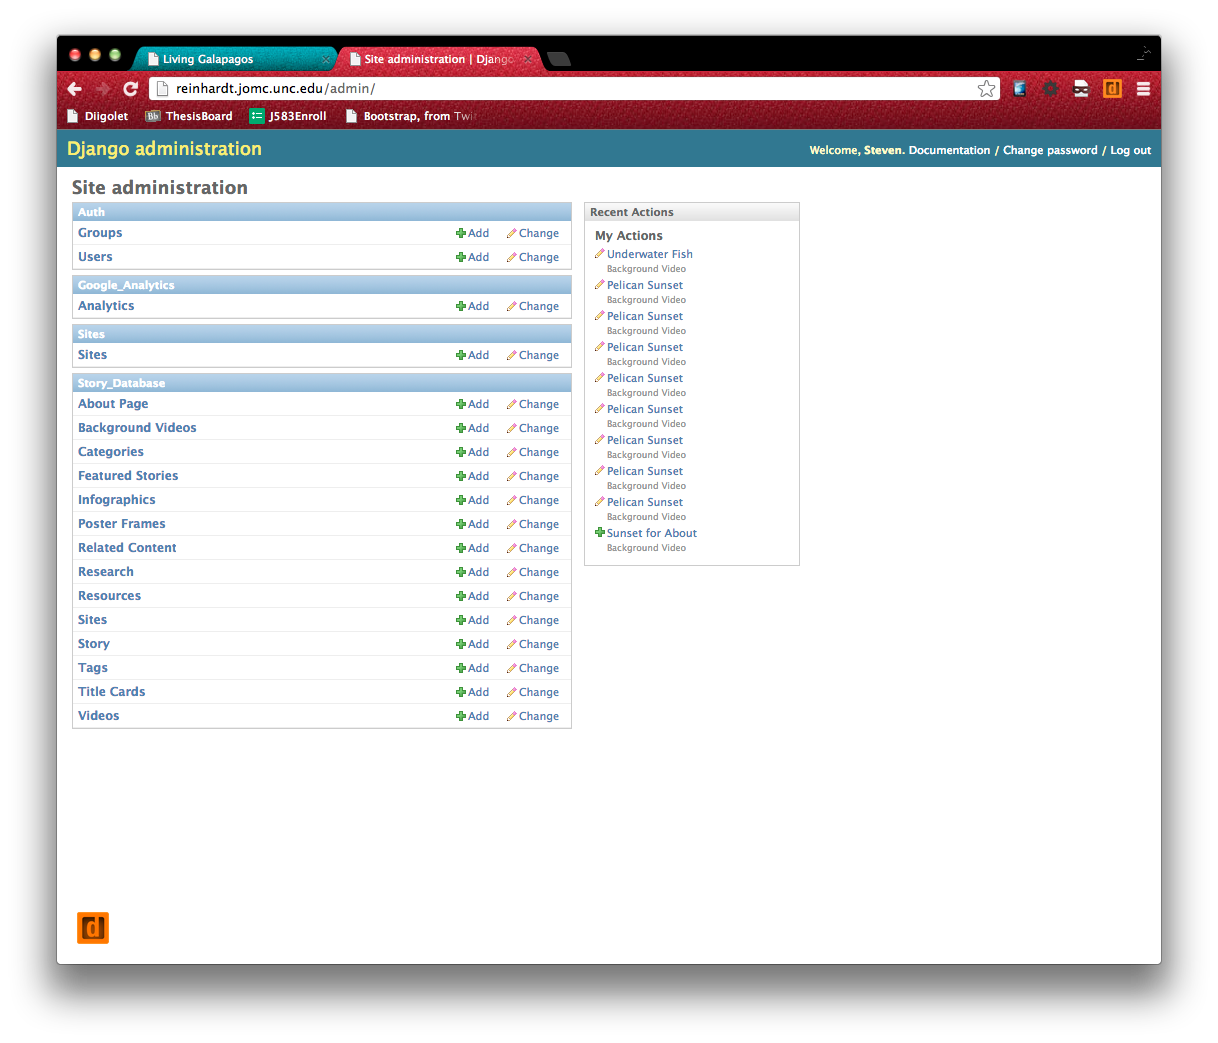 Living Galapagos
Site administration | Django
reinhardt.jomc.unc.edu/admin/
d
Diigolet
Bb ThesisBoard
J583Enroll
Bootstrap, from Twi
Django administration
Welcome, Steven. Documentation / Change password / Log out
Site administration
Auth
Groups Add Change
Users Add Change
Google_Analytics
Analytics Add Change
Sites
Sites Add Change
Story_Database
About Page Add Change
Background Videos Add Change
Categories Add Change
Featured Stories Add Change
Infographics Add Change
Poster Frames Add Change
Related Content Add Change
Research Add Change
Resources Add Change
Sites Add Change
Story Add Change
Tags Add Change
Title Cards Add Change
Videos Add Change
Recent Actions
My Actions
Underwater Fish
Background Video
Pelican Sunset
Background Video
Pelican Sunset
Background Video
Pelican Sunset
Background Video
Pelican Sunset
Background Video
Pelican Sunset
Background Video
Pelican Sunset
Background Video
Pelican Sunset
Background Video
Pelican Sunset
Background Video
Sunset for About
Background Video
d